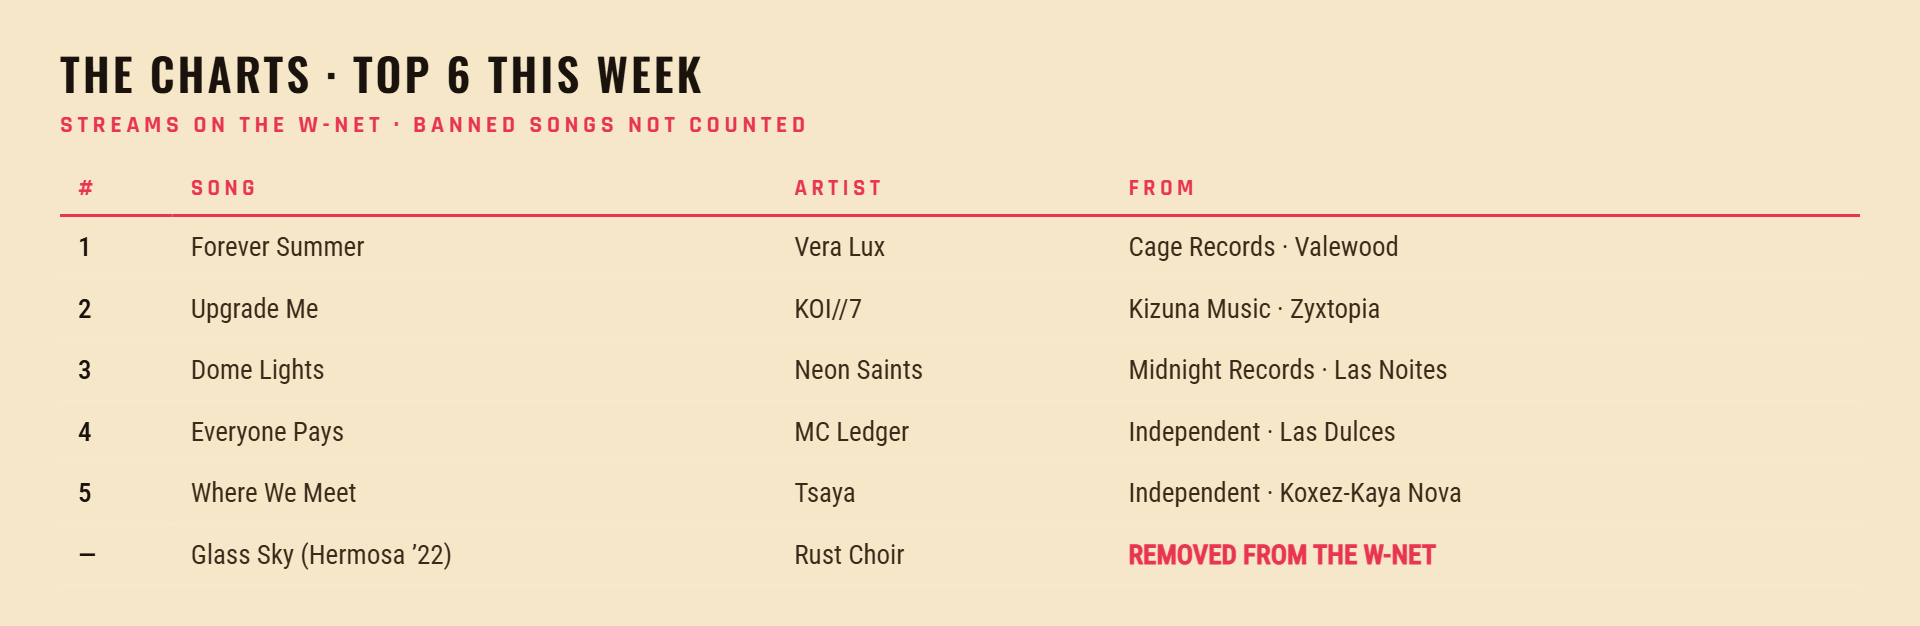 THE CHARTS · TOP 6 THIS WEEK
STREAMS ON THE W-NET · BANNED SONGS NOT COUNTED
# SONG ARTIST FROM
1 Forever Summer Vera Lux Cage Records · Valewood
2 Upgrade Me KOI//7 Kizuna Music · Zyxtopia
3 Dome Lights Neon Saints Midnight Records · Las Noites
4 Everyone Pays MC Ledger Independent · Las Dulces
5 Where We Meet Tsaya Independent · Koxez-Kaya Nova
— Glass Sky (Hermosa ’22) Rust Choir REMOVED FROM THE W-NET